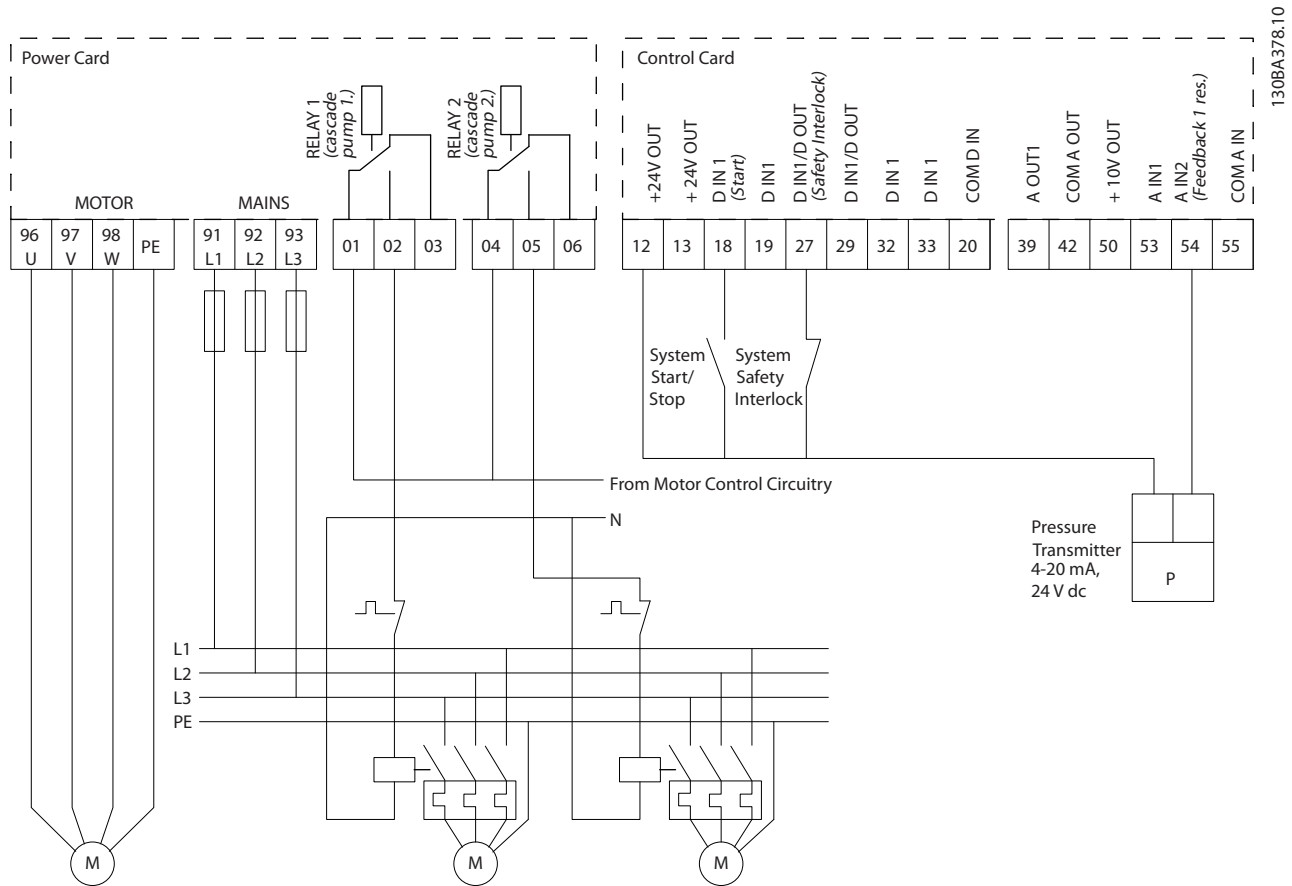 130BA378.10
Power Card
Control Card
RELAY 1
(cascade
pump 1.)
RELAY 2
(cascade
pump 2.)
+24V OUT
+ 24V OUT
D IN 1
(Start)
D IN1
D IN1/D OUT
(Safety Interlock)
D IN1/D OUT
D IN 1
D IN 1
COM D IN
A OUT1
COM A OUT
+ 10V OUT
A IN1
A IN2
(Feedback 1 res.)
COM A IN
MOTOR
MAINS
96
U
97
V
98
W
PE
91
L1
92
L2
93
L3
01
02
03
04
05
06
12
13
18
19
27
29
32
33
20
39
42
50
53
54
55
System
Start/
Stop
System
Safety
Interlock
From Motor Control Circuitry
N
Pressure
Transmitter
4-20 mA,
24 V dc
P
L1
L2
L3
PE
M
M
M